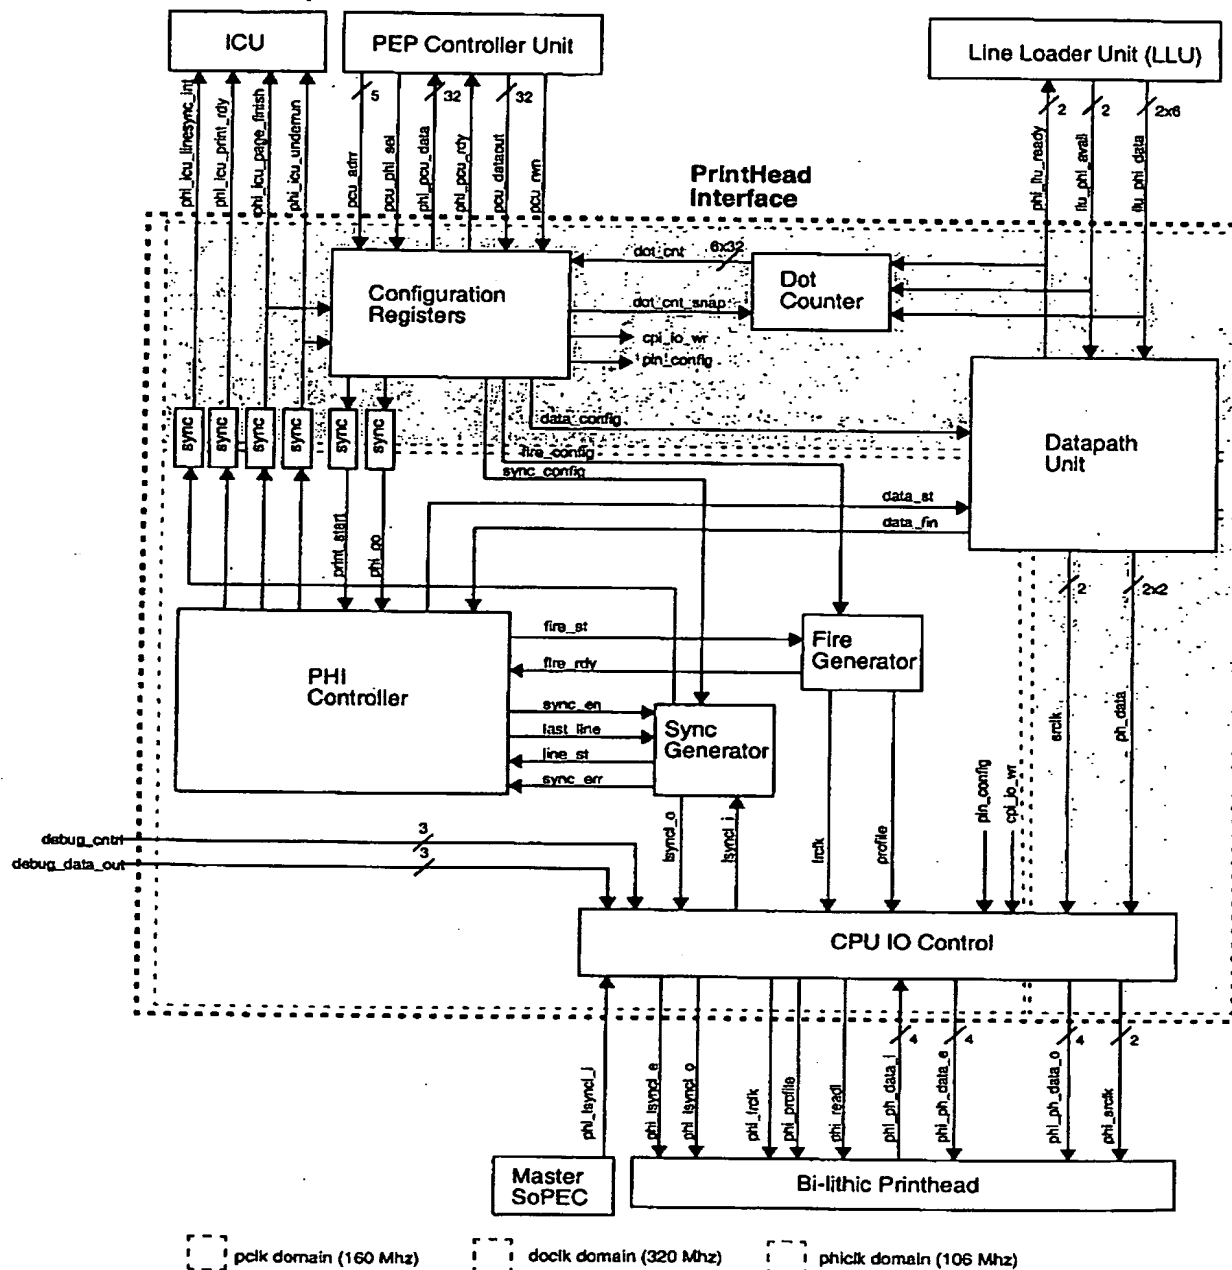 ICU
PEP Controller Unit
Line Loader Unit (LLU)
phi_icu_linesync_int
phi_icu_print_rdy
phi_icu_page_finish
phi_icu_underrun
5
32
32
pcu_adrr
pcu_phi_sel
phi_pcu_data
phi_pcu_rdy
pcu_dataout
pcu_rwn
2
2
2x6
phi_llu_ready
llu_phi_avail
llu_phi_data
PrintHead
Interface
Configuration
Registers
dot_cnt
6x32
dot_cnt_snap
Dot
Counter
cpi_io_wr
pin_config
sync
sync
sync
sync
sync
sync
data_config
fire_config
sync_config
Datapath
Unit
data_st
data_fin
print_start
phi_go
2
2x2
PHI
Controller
fire_st
fire_rdy
Fire
Generator
sync_en
last_line
line_st
sync_err
Sync
Generator
srclk
ph_data
lsyncl_o
lsyncl_i
lrclk
profile
pin_config
cpi_io_wr
debug_cntrl
3
debug_data_out
3
CPU IO Control
4
4
4
2
phi_lsyncl_i
phi_lsyncl_e
phi_lsyncl_o
phi_lrclk
phi_profile
phi_readl
phi_ph_data_i
phi_ph_data_e
phi_ph_data_o
phi_srclk
Master
SoPEC
Bi-lithic Printhead
pclk domain (160 Mhz)
doclk domain (320 Mhz)
phiclk domain (106 Mhz)